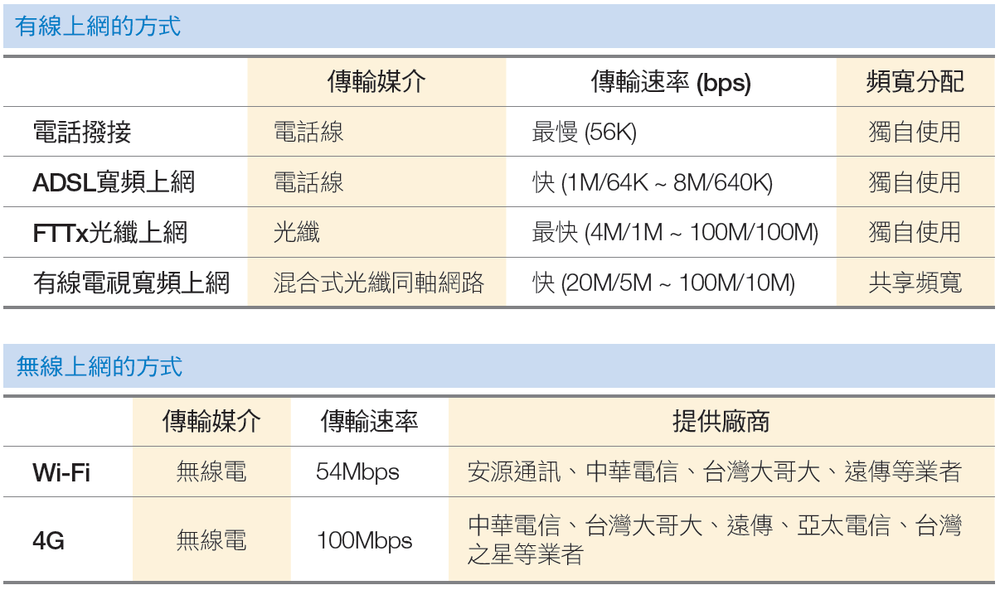 有線上網的方式
傳輸媒介 傳輸速率 (bps) 頻寬分配
電話撥接 電話線 最慢 (56K) 獨自使用
ADSL寬頻上網 電話線 快 (1M/64K ~ 8M/640K) 獨自使用
FTTx光纖上網 光纖 最快 (4M/1M ~ 100M/100M) 獨自使用
有線電視寬頻上網 混合式光纖同軸網路 快 (20M/5M ~ 100M/10M) 共享頻寬
無線上網的方式
傳輸媒介 傳輸速率 提供廠商
Wi-Fi 無線電 54Mbps 安源通訊、中華電信、台灣大哥大、遠傳等業者
4G 無線電 100Mbps 中華電信、台灣大哥大、遠傳、亞太電信、台灣
之星等業者